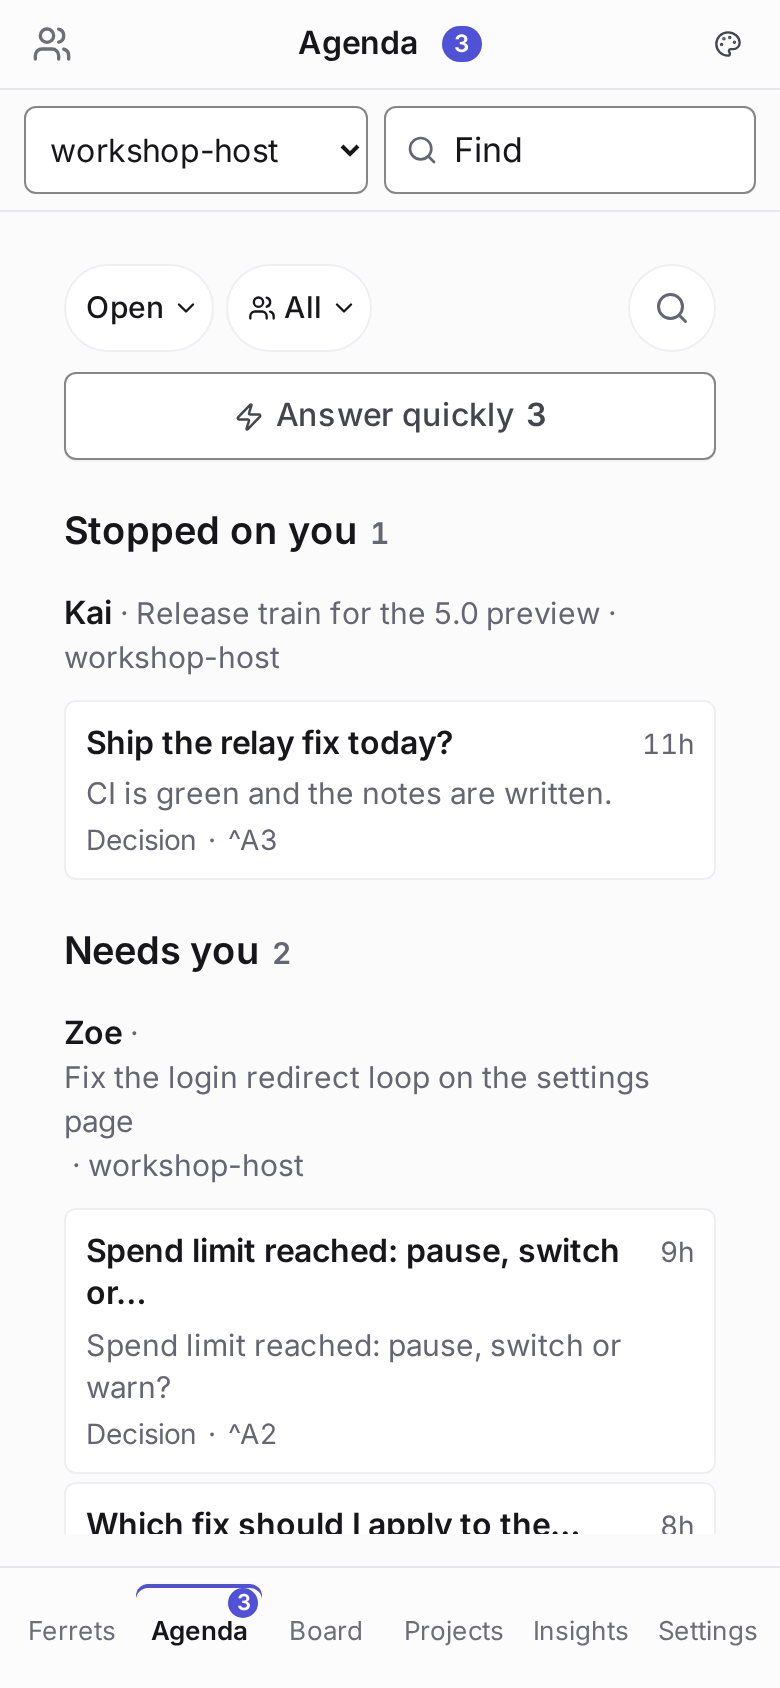 Agenda 3
workshop-host
Find
Open
All
Answer quickly 3
Stopped on you 1
Kai · Release train for the 5.0 preview ·
workshop-host
Ship the relay fix today? 11h
CI is green and the notes are written.
Decision · ^A3
Needs you 2
Zoe ·
Fix the login redirect loop on the settings
page
· workshop-host
Spend limit reached: pause, switch 9h
or...
Spend limit reached: pause, switch or
warn?
Decision · ^A2
Which fix should I apply to the... 8h
3
Ferrets Agenda Board Projects Insights Settings